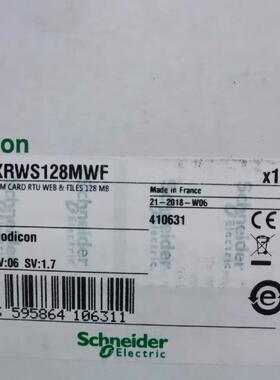 on
XRWS128MWF
M CARD RTU WEB & FILES 128 MB
x1
Made in France
21-2018-W06
410631
odicon
V:06 SV:1.7
595864 106311
Schneider
Electric